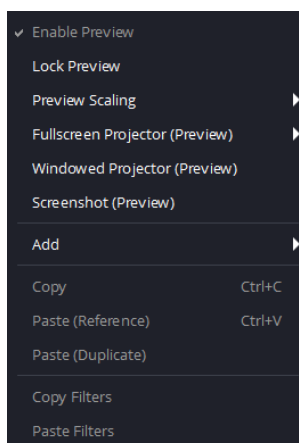 Enable Preview
Lock Preview
Preview Scaling
Fullscreen Projector (Preview)
Windowed Projector (Preview)
Screenshot (Preview)
Add
Copy Ctrl+C
Paste (Reference) Ctrl+V
Paste (Duplicate)
Copy Filters
Paste Filters